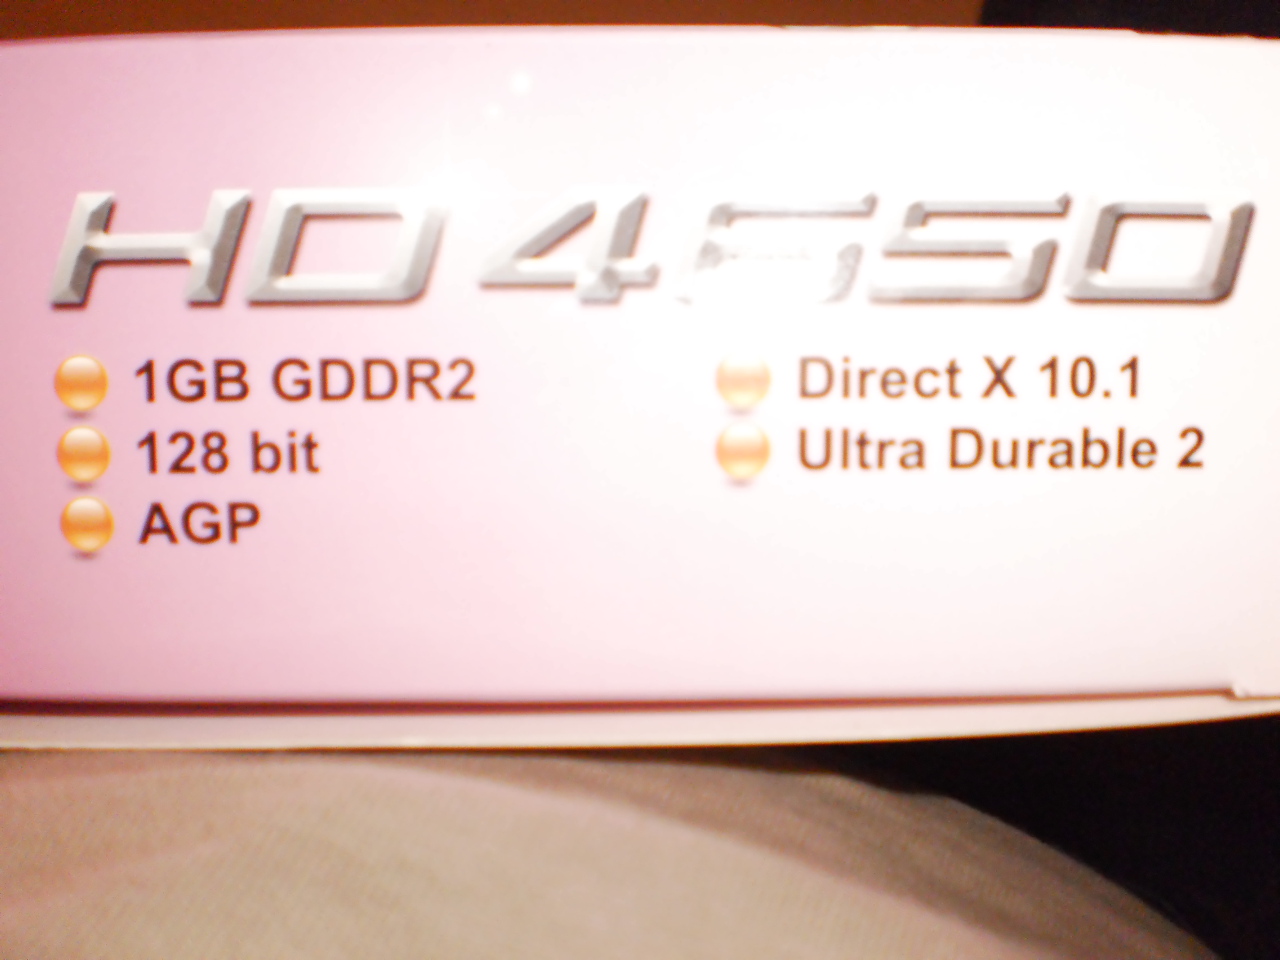 HD 4650
1GB GDDR2
128 bit
AGP
Direct X 10.1
Ultra Durable 2